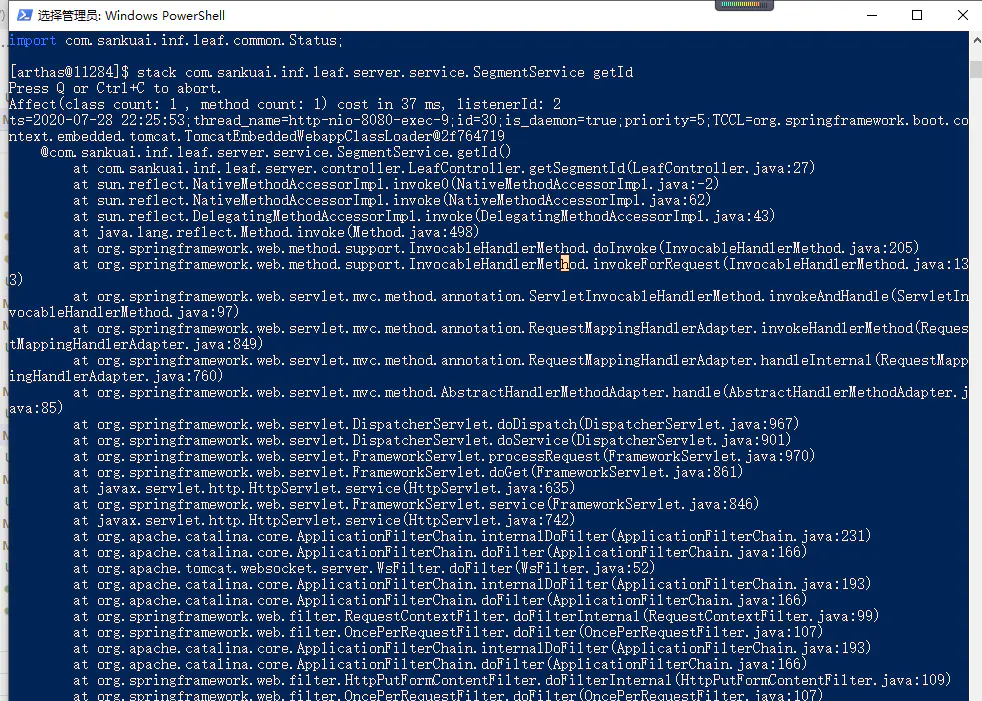 选择管理员: Windows PowerShell
import com.sankuai.inf.leaf.common.Status;
[arthas@11284]$ stack com.sankuai.inf.leaf.server.service.SegmentService getId
Press Q or Ctrl+C to abort.
Affect(class count: 1 , method count: 1) cost in 37 ms, listenerId: 2
ts=2020-07-28 22:25:53;thread_name=http-nio-8080-exec-9;id=30;is_daemon=true;priority=5;TCCL=org.springframework.boot.co
ntext.embedded.tomcat.TomcatEmbeddedWebappClassLoader@2f764719
@com.sankuai.inf.leaf.server.service.SegmentService.getId()
at com.sankuai.inf.leaf.server.controller.LeafController.getSegmentId(LeafController.java:27)
at sun.reflect.NativeMethodAccessorImpl.invoke0(NativeMethodAccessorImpl.java:-2)
at sun.reflect.NativeMethodAccessorImpl.invoke(NativeMethodAccessorImpl.java:62)
at sun.reflect.DelegatingMethodAccessorImpl.invoke(DelegatingMethodAccessorImpl.java:43)
at java.lang.reflect.Method.invoke(Method.java:498)
at org.springframework.web.method.support.InvocableHandlerMethod.doInvoke(InvocableHandlerMethod.java:205)
at org.springframework.web.method.support.InvocableHandlerMethod.invokeForRequest(InvocableHandlerMethod.java:13
3)
at org.springframework.web.servlet.mvc.method.annotation.ServletInvocableHandlerMethod.invokeAndHandle(ServletIn
vocableHandlerMethod.java:97)
at org.springframework.web.servlet.mvc.method.annotation.RequestMappingHandlerAdapter.invokeHandlerMethod(Reques
tMappingHandlerAdapter.java:849)
at org.springframework.web.servlet.mvc.method.annotation.RequestMappingHandlerAdapter.handleInternal(RequestMapp
ingHandlerAdapter.java:760)
at org.springframework.web.servlet.mvc.method.AbstractHandlerMethodAdapter.handle(AbstractHandlerMethodAdapter.j
ava:85)
at org.springframework.web.servlet.DispatcherServlet.doDispatch(DispatcherServlet.java:967)
at org.springframework.web.servlet.DispatcherServlet.doService(DispatcherServlet.java:901)
at org.springframework.web.servlet.FrameworkServlet.processRequest(FrameworkServlet.java:970)
at org.springframework.web.servlet.FrameworkServlet.doGet(FrameworkServlet.java:861)
at javax.servlet.http.HttpServlet.service(HttpServlet.java:635)
at org.springframework.web.servlet.FrameworkServlet.service(FrameworkServlet.java:846)
at javax.servlet.http.HttpServlet.service(HttpServlet.java:742)
at org.apache.catalina.core.ApplicationFilterChain.internalDoFilter(ApplicationFilterChain.java:231)
at org.apache.catalina.core.ApplicationFilterChain.doFilter(ApplicationFilterChain.java:166)
at org.apache.tomcat.websocket.server.WsFilter.doFilter(WsFilter.java:52)
at org.apache.catalina.core.ApplicationFilterChain.internalDoFilter(ApplicationFilterChain.java:193)
at org.apache.catalina.core.ApplicationFilterChain.doFilter(ApplicationFilterChain.java:166)
at org.springframework.web.filter.RequestContextFilter.doFilterInternal(RequestContextFilter.java:99)
at org.springframework.web.filter.OncePerRequestFilter.doFilter(OncePerRequestFilter.java:107)
at org.apache.catalina.core.ApplicationFilterChain.internalDoFilter(ApplicationFilterChain.java:193)
at org.apache.catalina.core.ApplicationFilterChain.doFilter(ApplicationFilterChain.java:166)
at org.springframework.web.filter.HttpPutFormContentFilter.doFilterInternal(HttpPutFormContentFilter.java:109)
at org.springframework.web.filter.OncePerRequestFilter.doFilter(OncePerRequestFilter.java:107)